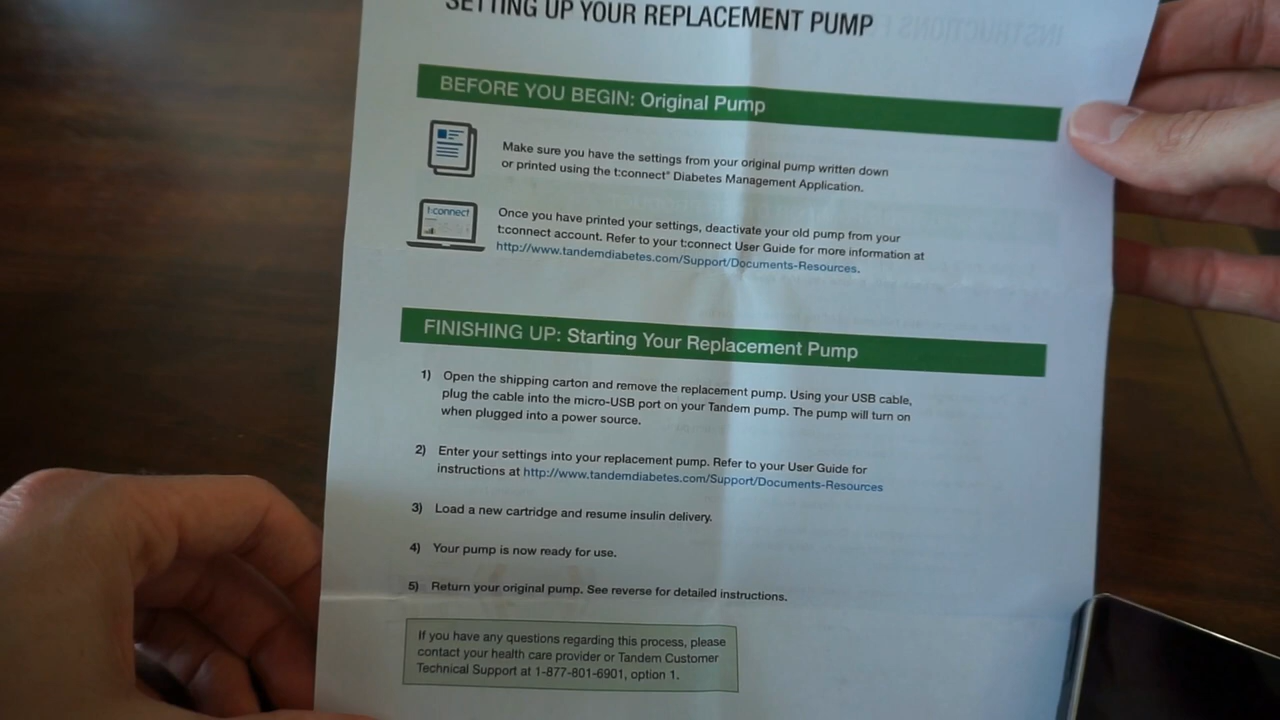 SETTING UP YOUR REPLACEMENT PUMP
BEFORE YOU BEGIN: Original Pump
Make sure you have the settings from your original pump written down
or printed using the t:connect® Diabetes Management Application.
t:connect
Once you have printed your settings, deactivate your old pump from your
t:connect account. Refer to your t:connect User Guide for more information at
http://www.tandemdiabetes.com/Support/Documents-Resources.
FINISHING UP: Starting Your Replacement Pump
1) Open the shipping carton and remove the replacement pump. Using your USB cable,
plug the cable into the micro-USB port on your Tandem pump. The pump will turn on
when plugged into a power source.
2) Enter your settings into your replacement pump. Refer to your User Guide for
instructions at http://www.tandemdiabetes.com/Support/Documents-Resources
3) Load a new cartridge and resume insulin delivery.
4) Your pump is now ready for use.
5) Return your original pump. See reverse for detailed instructions.
If you have any questions regarding this process, please
contact your health care provider or Tandem Customer
Technical Support at 1-877-801-6901, option 1.